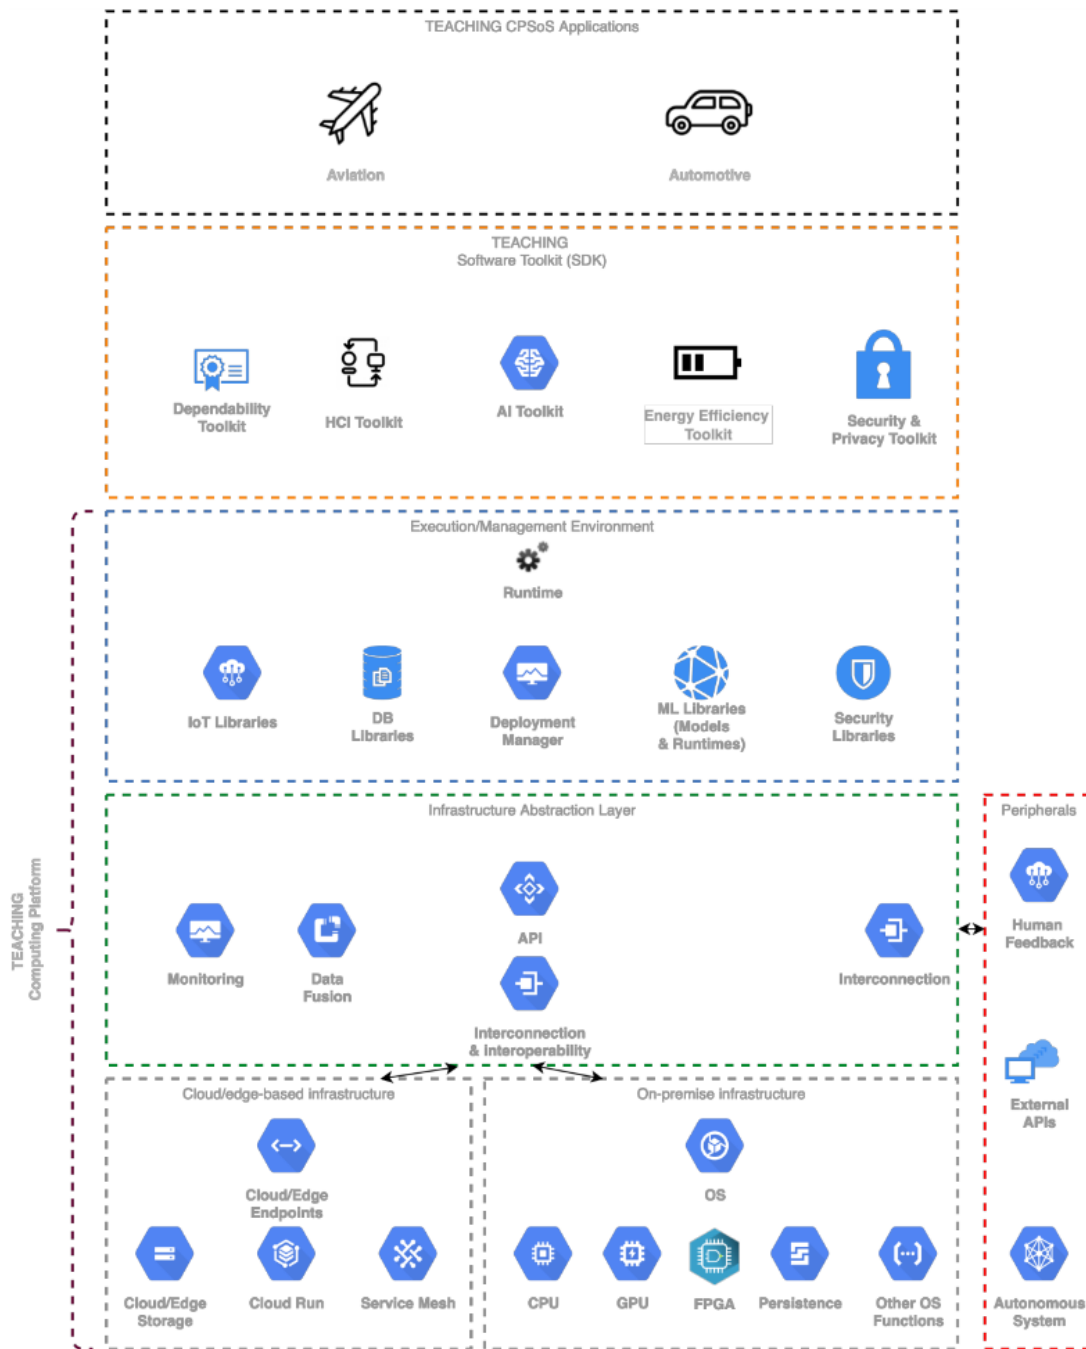 TEACHING CPSoS Applications
Aviation
Automotive
TEACHING
Software Toolkit (SDK)
Dependability
Toolkit
HCI Toolkit
AI Toolkit
Energy Efficiency
Toolkit
Security &
Privacy Toolkit
Execution/Management Environment
Runtime
IoT Libraries
DB
Libraries
Deployment
Manager
ML Libraries
(Models
& Runtimes)
Security
Libraries
TEACHING
Computing Platform
Infrastructure Abstraction Layer
Monitoring
Data
Fusion
API
Interconnection
& Interoperability
Interconnection
Peripherals
Human
Feedback
External
APIs
Autonomous
System
Cloud/edge-based infrastructure
Cloud/Edge
Endpoints
Cloud/Edge
Storage
Cloud Run
Service Mesh
On-premise infrastructure
OS
CPU
GPU
FPGA
Persistence
Other OS
Functions